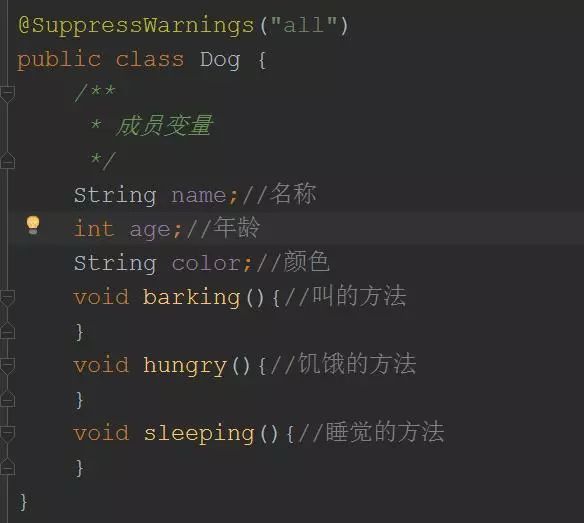 @SuppressWarnings("all")
public class Dog {
/**
* 成员变量
*/
String name;//名称
int age;//年龄
String color;//颜色
void barking(){//叫的方法
}
void hungry(){//饥饿的方法
}
void sleeping(){//睡觉的方法
}
}